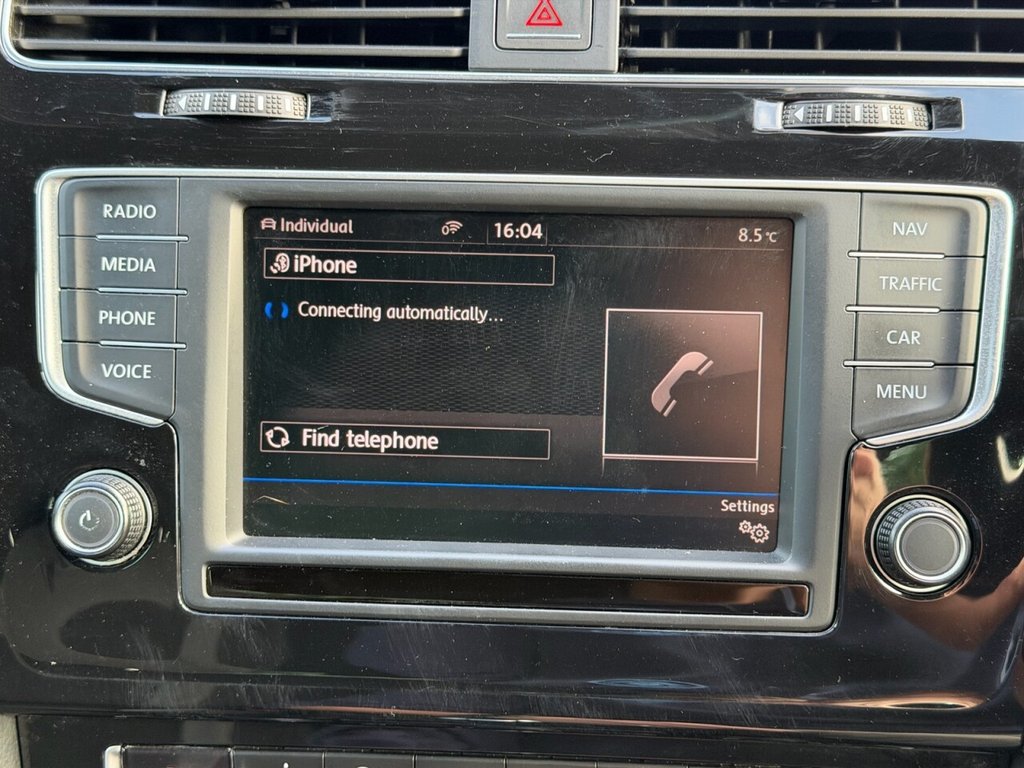 RADIO
MEDIA
PHONE
VOICE
Individual
0
16:04
8.5°C
iPhone
Connecting automatically...
Find telephone
Settings
NAV
TRAFFIC
CAR
MENU